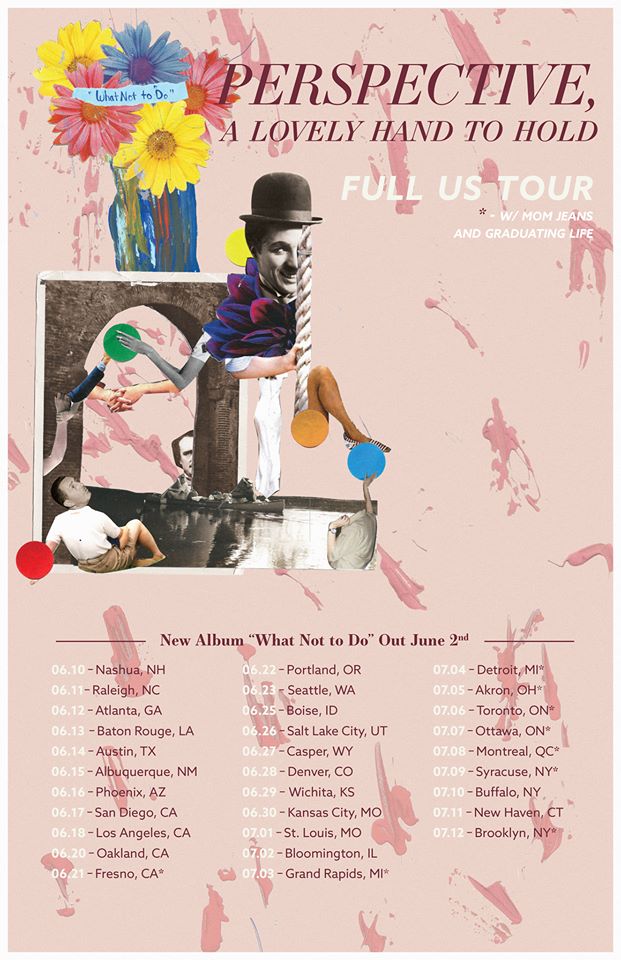 "What Not to Do"
PERSPECTIVE,
A LOVELY HAND TO HOLD
FULL US TOUR
* - W/ MOM JEANS
AND GRADUATING LIFE
New Album “What Not to Do” Out June 2nd
06.10 – Nashua, NH
06.11 – Raleigh, NC
06.12 – Atlanta, GA
06.13 – Baton Rouge, LA
06.14 – Austin, TX
06.15 – Albuquerque, NM
06.16 – Phoenix, AZ
06.17 – San Diego, CA
06.18 – Los Angeles, CA
06.20 – Oakland, CA
06.21 – Fresno, CA*
06.22 – Portland, OR
06.23 – Seattle, WA
06.25 – Boise, ID
06.26 – Salt Lake City, UT
06.27 – Casper, WY
06.28 – Denver, CO
06.29 – Wichita, KS
06.30 – Kansas City, MO
07.01 – St. Louis, MO
07.02 – Bloomington, IL
07.03 – Grand Rapids, MI*
07.04 – Detroit, MI*
07.05 – Akron, OH*
07.06 – Toronto, ON*
07.07 – Ottawa, ON*
07.08 – Montreal, QC*
07.09 – Syracuse, NY*
07.10 – Buffalo, NY
07.11 – New Haven, CT
07.12 – Brooklyn, NY*